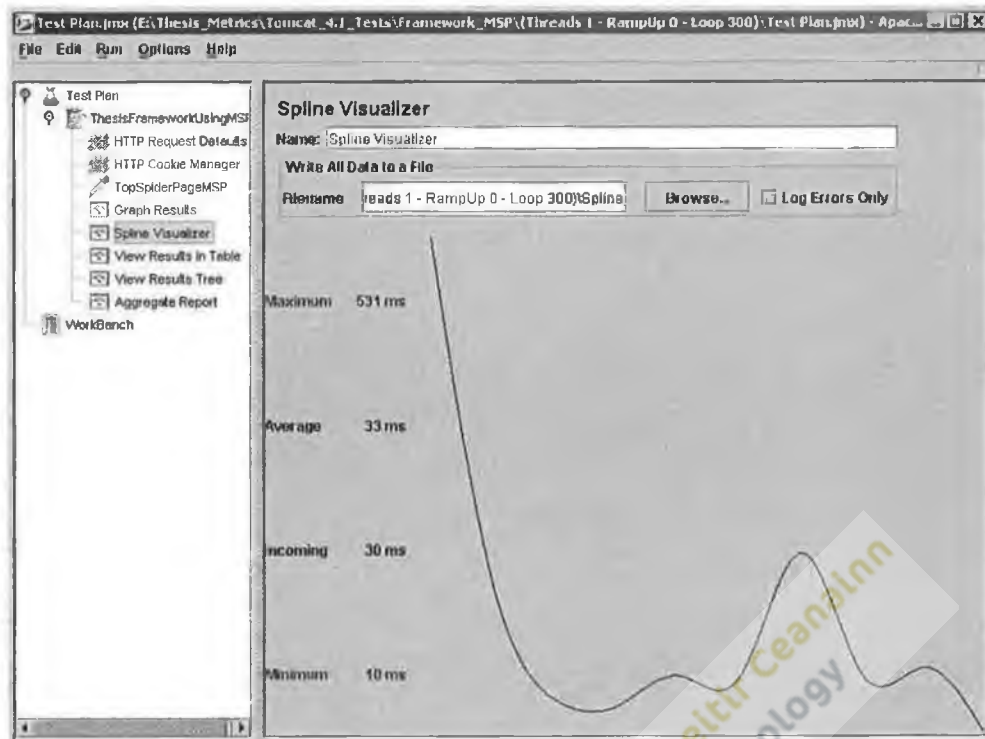 Test Plan.jmx (E:\Thesis_Metrics\Tomcat_4.1_Tests\Framework_MSP\(Threads 1 - RampUp 0 - Loop 300)\Test Plan.jmx) - Apac...
File Edit Run Options Help
Test Plan
ThesisFrameworkUsingMSP
HTTP Request Defaults
HTTP Cookie Manager
TopSpiderPageMSP
Graph Results
Spline Visualizer
View Results in Table
View Results Tree
Aggregate Report
WorkBench
Spline Visualizer
Name: Spline Visualizer
Write All Data to a File
Filename reads 1 - RampUp 0 - Loop 300)\Spline Browse... Log Errors Only
Maximum 531 ms
Average 33 ms
Incoming 30 ms
Minimum 10 ms
Ceanainn